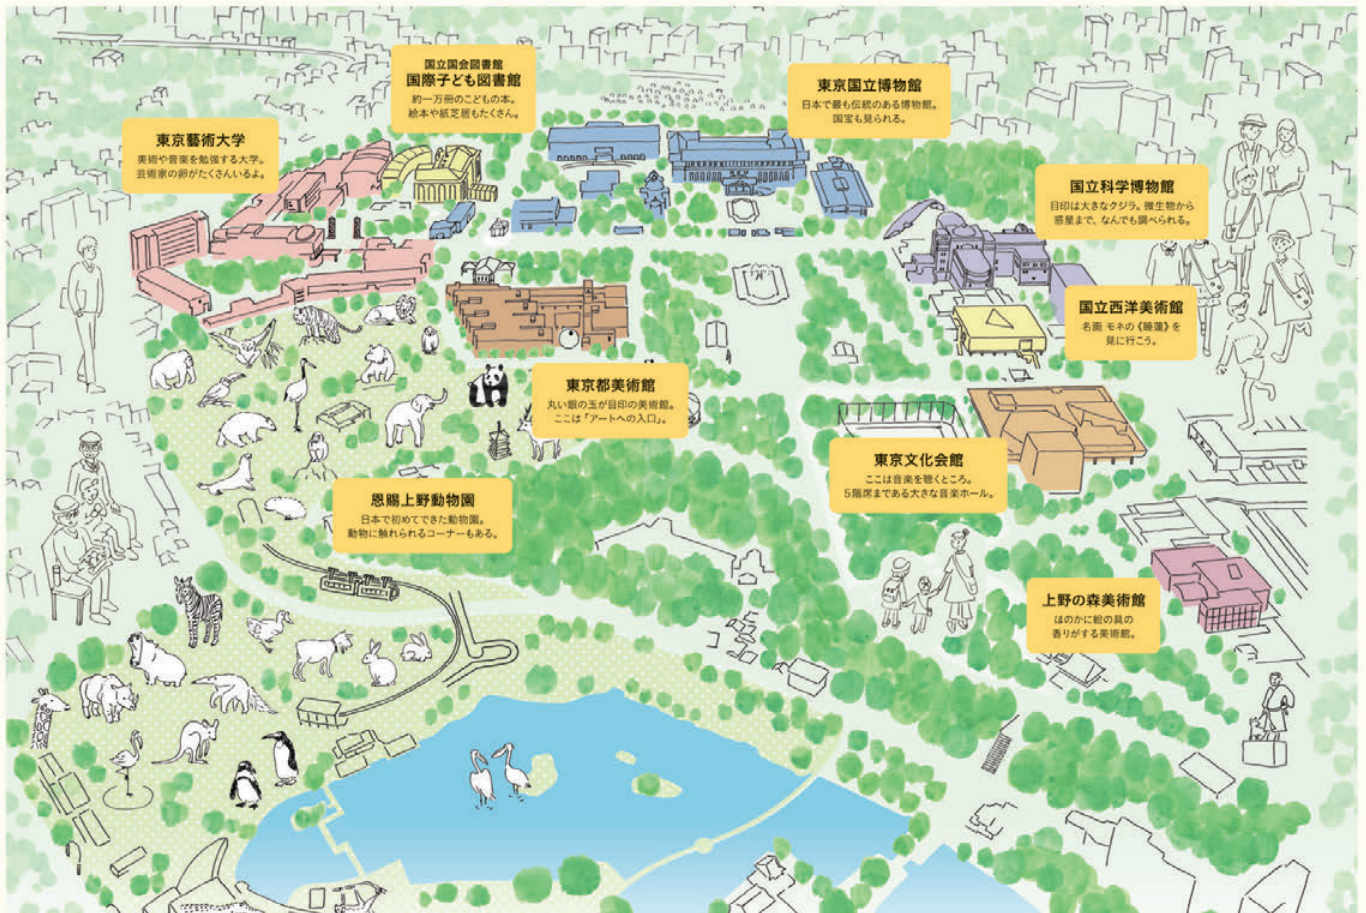 国立国会図書館
国際子ども図書館
約一万冊のこどもの本。
絵本や紙芝居もたくさん。
東京国立博物館
日本で最も伝統のある博物館。
国宝も見られる。
東京藝術大学
美術や音楽を勉強する大学。
芸術家の卵がたくさんいるよ。
国立科学博物館
目印は大きなクジラ。微生物から
惑星まで、なんでも調べられる。
国立西洋美術館
名画 モネの《睡蓮》を
見に行こう。
東京都美術館
丸い銀の玉が目印の美術館。
ここは「アートへの入口」。
東京文化会館
ここは音楽を聴くところ。
5階席まである大きな音楽ホール。
恩賜上野動物園
日本で初めてできた動物園。
動物に触れられるコーナーもある。
上野の森美術館
ほのかに絵の具の
香りがする美術館。